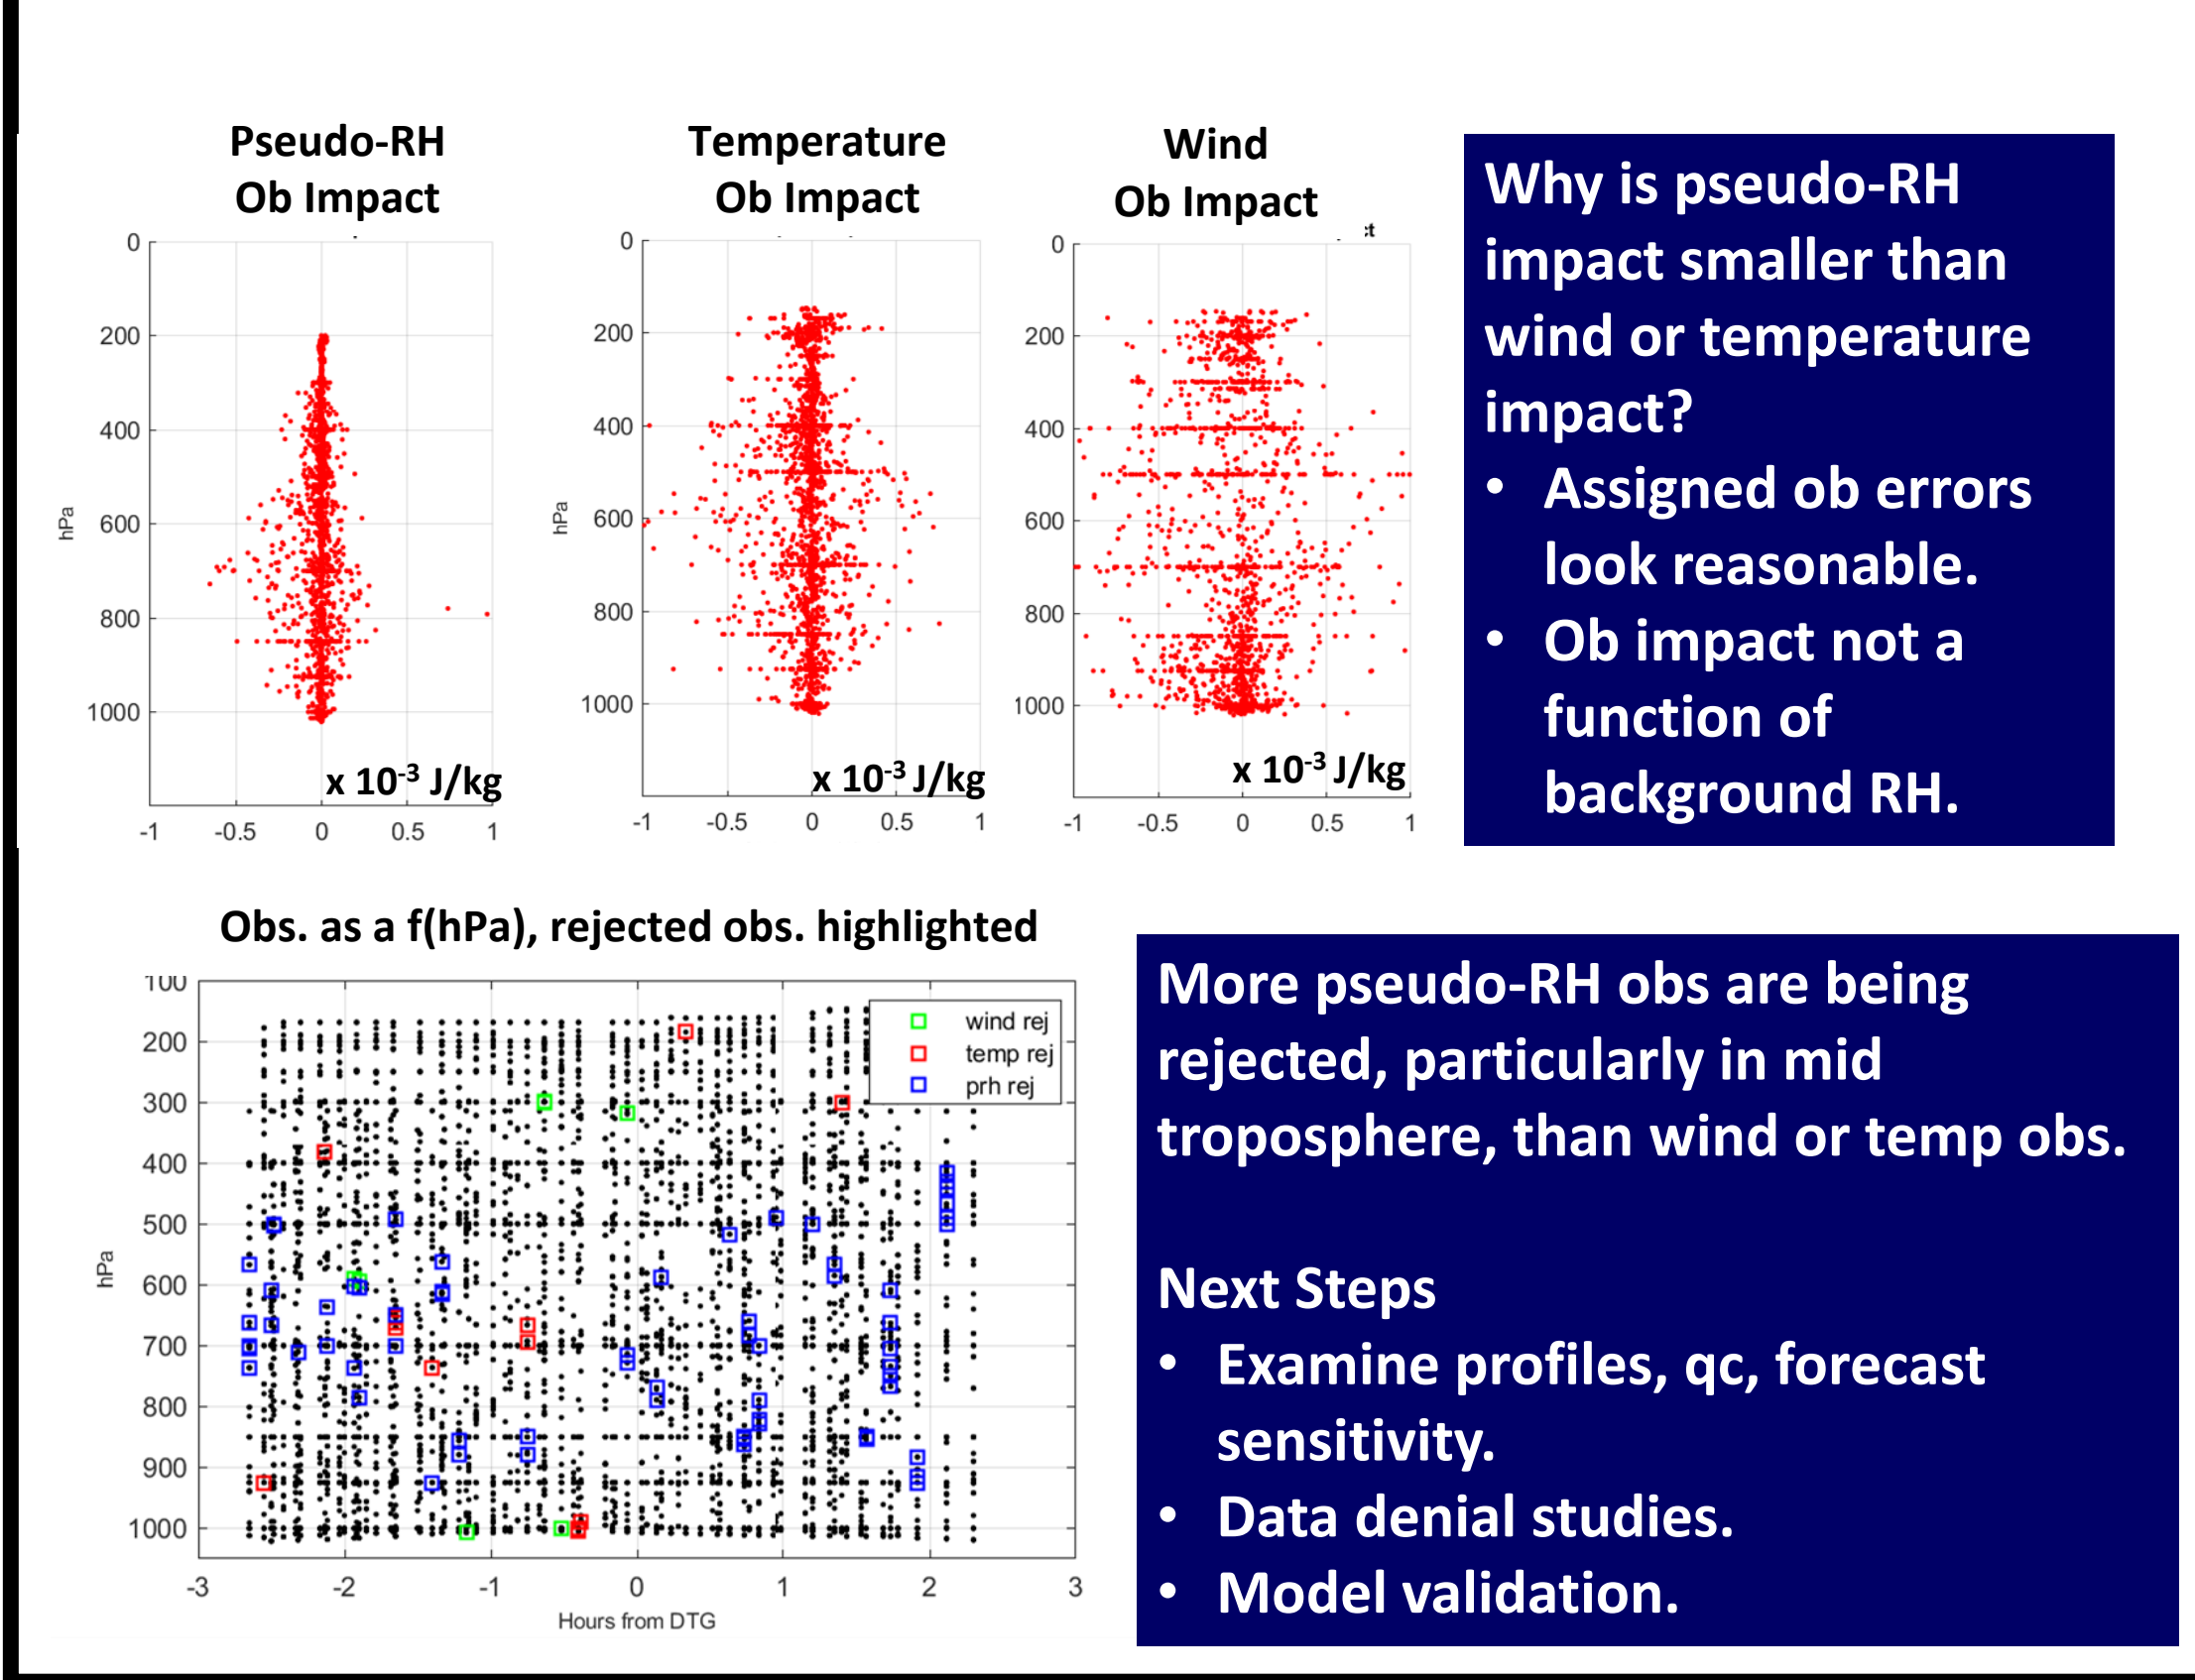 Pseudo-RH
Ob Impact
0
200
400
600
800
1000
hPa
-1
-0.5
0
0.5
1
x 10-3 J/kg
Temperature
Ob Impact
0
200
400
600
800
1000
hPa
-1
-0.5
0
0.5
1
x 10-3 J/kg
Wind
Ob Impact
0
200
400
600
800
1000
-1
-0.5
0
0.5
1
x 10-3 J/kg
Why is pseudo-RH
impact smaller than
wind or temperature
impact?
• Assigned ob errors
look reasonable.
• Ob impact not a
function of
background RH.
Obs. as a f(hPa), rejected obs. highlighted
100
200
300
400
500
600
700
800
900
1000
hPa
wind rej
temp rej
prh rej
-3
-2
-1
0
1
2
3
Hours from DTG
More pseudo-RH obs are being
rejected, particularly in mid
troposphere, than wind or temp obs.
Next Steps
• Examine profiles, qc, forecast
sensitivity.
• Data denial studies.
• Model validation.